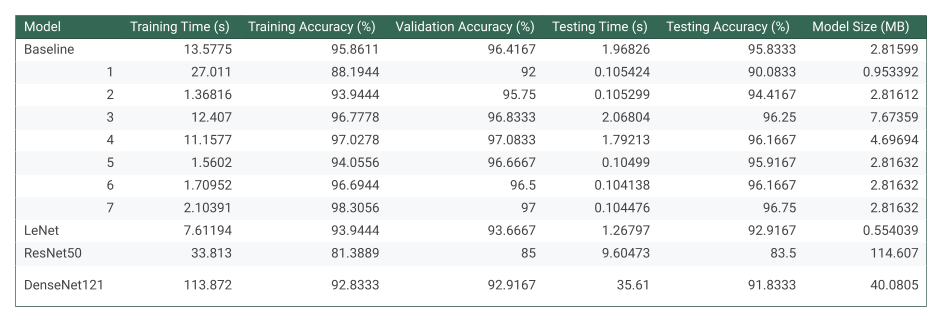 Model Training Time (s) Training Accuracy (%) Validation Accuracy (%) Testing Time (s) Testing Accuracy (%) Model Size (MB)
Baseline 13.5775 95.8611 96.4167 1.96826 95.8333 2.81599
1 27.011 88.1944 92 0.105424 90.0833 0.953392
2 1.36816 93.9444 95.75 0.105299 94.4167 2.81612
3 12.407 96.7778 96.8333 2.06804 96.25 7.67359
4 11.1577 97.0278 97.0833 1.79213 96.1667 4.69694
5 1.5602 94.0556 96.6667 0.10499 95.9167 2.81632
6 1.70952 96.6944 96.5 0.104138 96.1667 2.81632
7 2.10391 98.3056 97 0.104476 96.75 2.81632
LeNet 7.61194 93.9444 93.6667 1.26797 92.9167 0.554039
ResNet50 33.813 81.3889 85 9.60473 83.5 114.607
DenseNet121 113.872 92.8333 92.9167 35.61 91.8333 40.0805